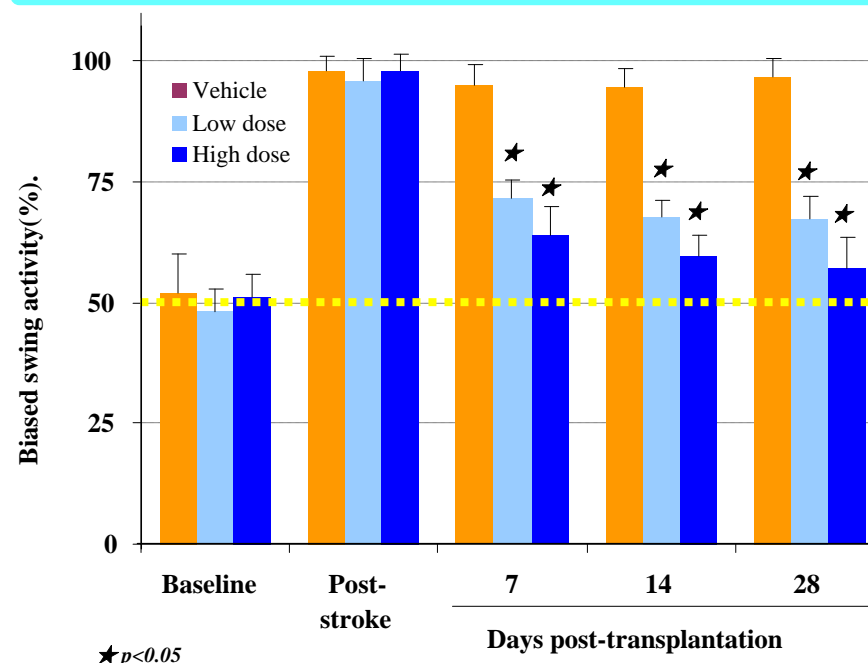 100
75
50
25
0
Biased swing activity(%).
Vehicle
Low dose
High dose
Baseline
Post-
stroke
7
14
28
Days post-transplantation
★p<0.05